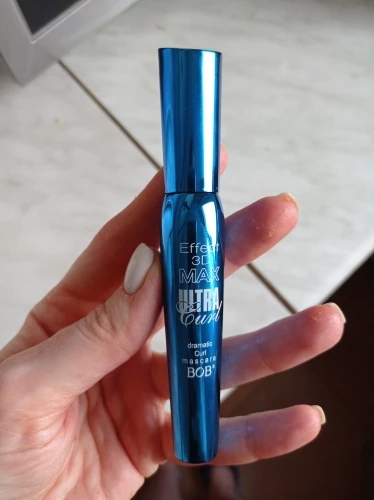 Effect
3D
MAX
ULTRA
Curl
dramatic
Curl
mascara
BOB